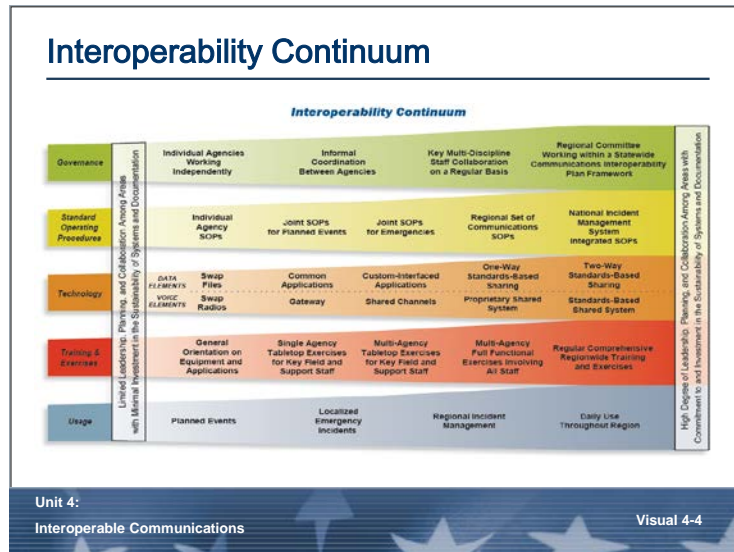 Interoperability Continuum
Interoperability Continuum
Governance
Individual Agencies
Working
Independently
Informal
Coordination
Between Agencies
Key Multi-Discipline
Staff Collaboration
on a Regular Basis
Regional Committee
Working within a Statewide
Communications Interoperability
Plan Framework
Standard
Operating
Procedures
Individual
Agency
SOPs
Joint SOPs
for Planned Events
Joint SOPs
for Emergencies
Regional Set of
Communications
SOPs
National Incident
Management
System
Integrated SOPs
Technology
DATA
ELEMENTS
Swap
Files
Common
Applications
Custom-Interfaced
Applications
One-Way
Standards-Based
Sharing
Two-Way
Standards-Based
Sharing
VOICE
ELEMENTS
Swap
Radios
Gateway
Shared Channels
Proprietary Shared
System
Standards-Based
Shared System
Training &
Exercises
General
Orientation on
Equipment and
Applications
Single Agency
Tabletop Exercises
for Key Field and
Support Staff
Multi-Agency
Tabletop Exercises
for Key Field and
Support Staff
Multi-Agency
Full Functional
Exercises Involving
All Staff
Regular Comprehensive
Regionwide Training
and Exercises
Usage
Planned Events
Localized
Emergency
Incidents
Regional Incident
Management
Daily Use
Throughout Region
Limited Leadership, Planning, and Collaboration Among Areas
with Minimal Investment in the Sustainability of Systems and Documentation
High Degree of Leadership, Planning, and Collaboration Among Areas with
Commitment to and Investment in the Sustainability of Systems and Documentation
Unit 4:
Interoperable Communications
Visual 4-4